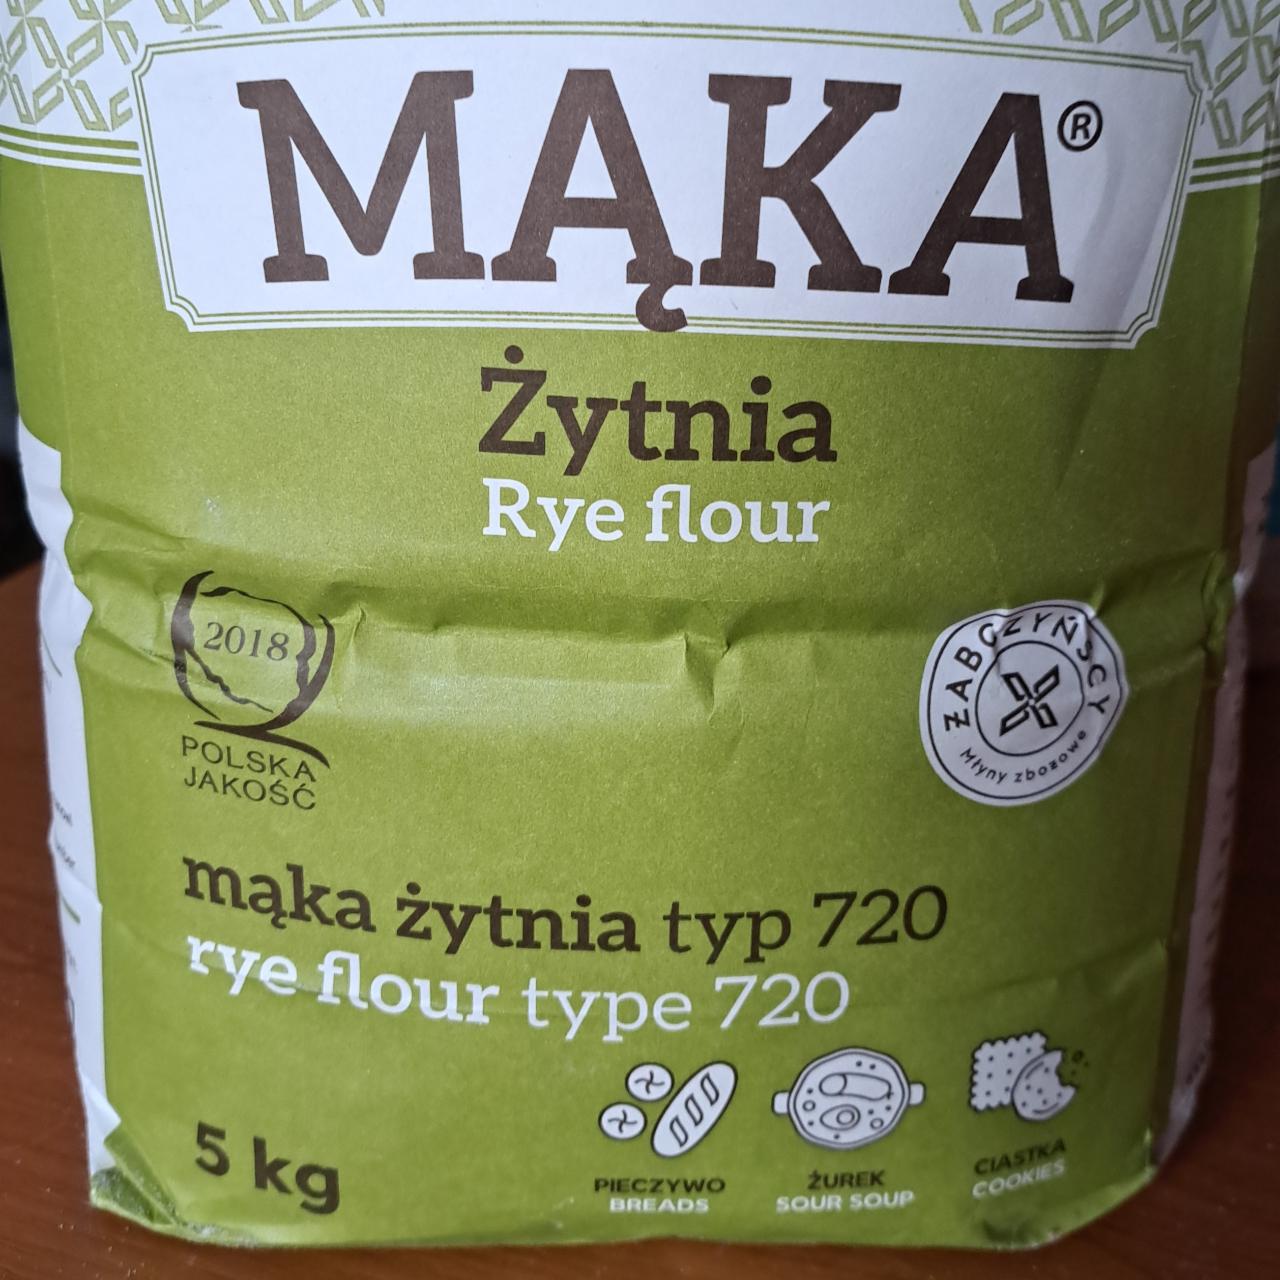 MĄKA®
Żytnia
Rye flour
2018
POLSKA
JAKOŚĆ
ŻABCZYŃSCY
Młyny zbożowe
mąka żytnia typ 720
rye flour type 720
5 kg
PIECZYWO
BREADS
ŻUREK
SOUR SOUP
CIASTKA
COOKIES